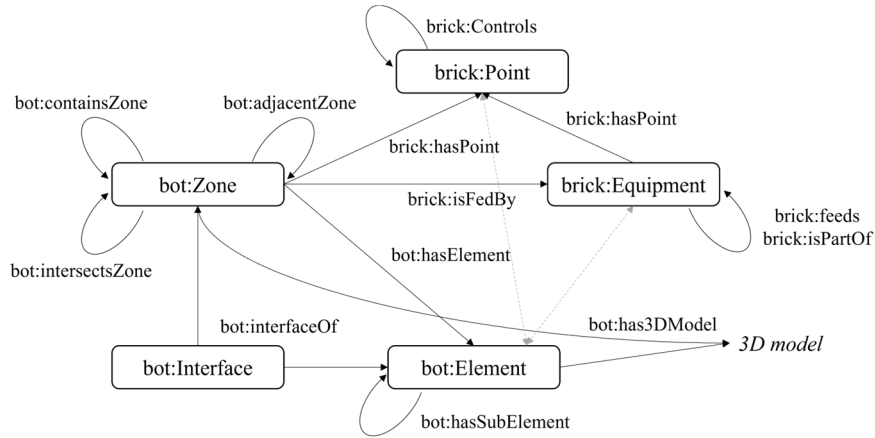 brick:Controls
brick:Point
bot:containsZone
bot:adjacentZone
brick:hasPoint
brick:hasPoint
bot:Zone
brick:Equipment
brick:isFedBy
brick:feeds
brick:isPartOf
bot:hasElement
bot:intersectsZone
bot:interfaceOf
bot:has3DModel
3D model
bot:Interface
bot:Element
bot:hasSubElement